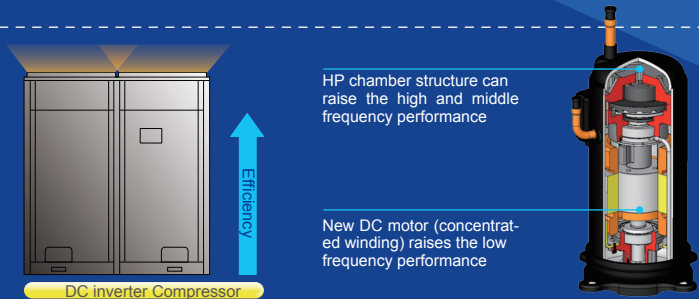 HP chamber structure can
raise the high and middle
frequency performance
Efficiency
New DC motor (concentrat-
ed winding) raises the low
frequency performance
DC inverter Compressor